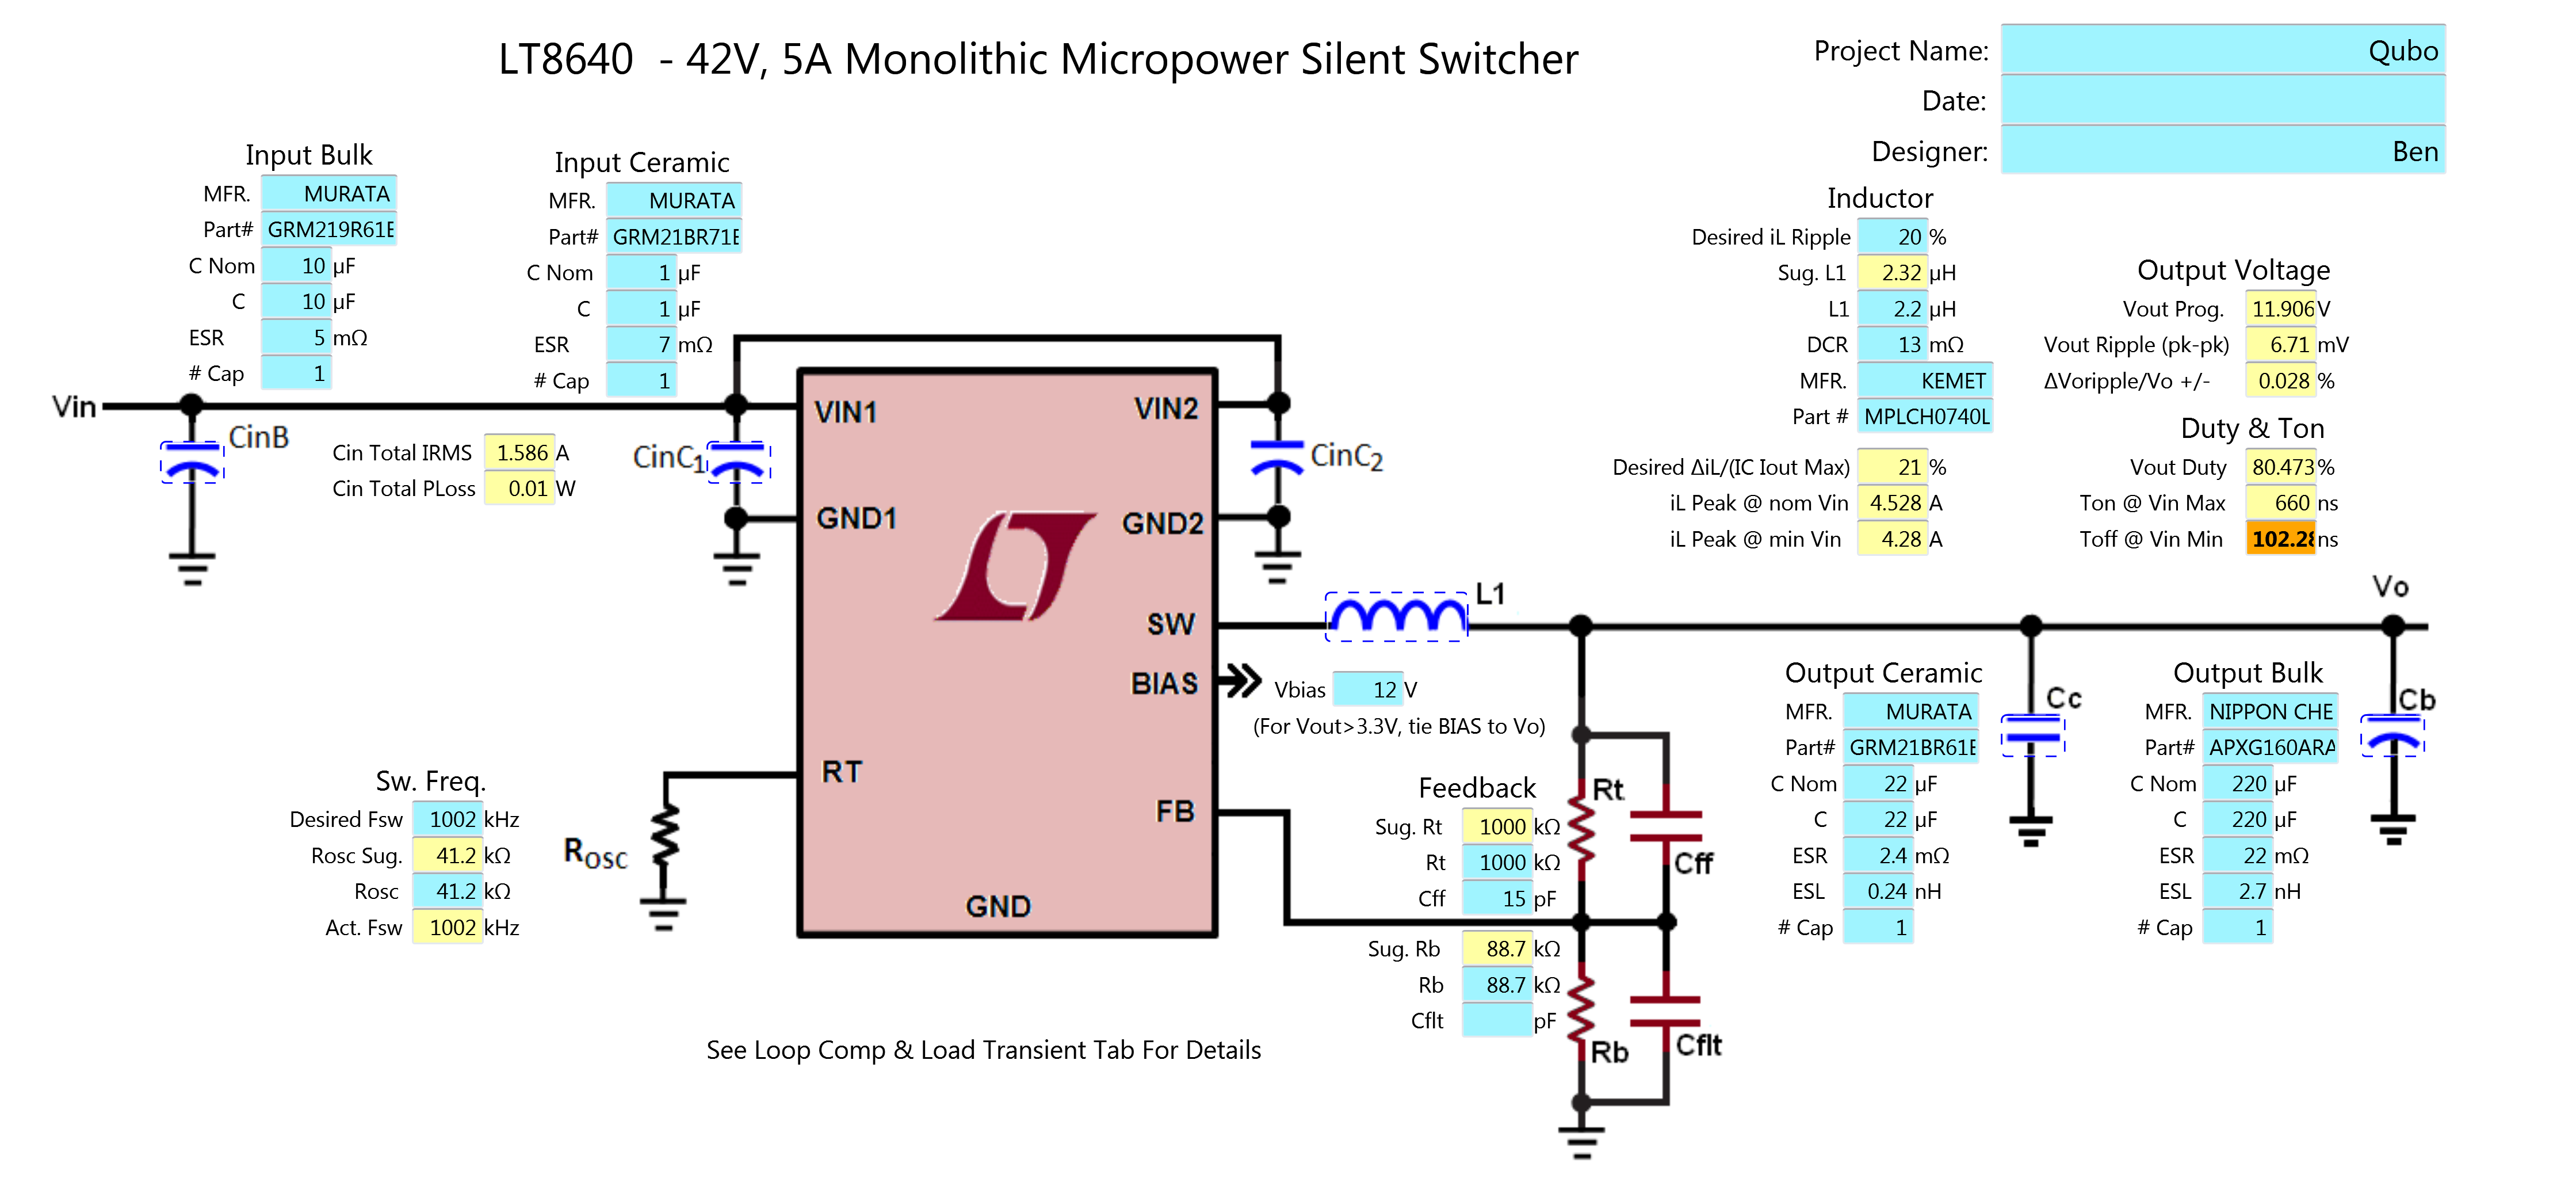 LT8640  - 42V, 5A Monolithic Micropower Silent Switcher
Project Name: Qubo
Date:
Designer: Ben
Input Bulk
MFR. MURATA
Part# GRM219R61E
C Nom 10 µF
C 10 µF
ESR 5 mΩ
# Cap 1
Input Ceramic
MFR. MURATA
Part# GRM21BR71E
C Nom 1 µF
C 1 µF
ESR 7 mΩ
# Cap 1
Inductor
Desired iL Ripple 20 %
Sug. L1 2.32 µH
L1 2.2 µH
DCR 13 mΩ
MFR. KEMET
Part # MPLCH0740L
Desired ΔiL/(IC Iout Max) 21 %
iL Peak @ nom Vin 4.528 A
iL Peak @ min Vin 4.28 A
Output Voltage
Vout Prog. 11.906 V
Vout Ripple (pk-pk) 6.71 mV
ΔVoripple/Vo +/- 0.028 %
Duty & Ton
Vout Duty 80.473 %
Ton @ Vin Max 660 ns
Toff @ Vin Min 102.28 ns
Vin
CinB
Cin Total IRMS 1.586 A
Cin Total PLoss 0.01 W
CinC1
CinC2
VIN1
VIN2
GND1
GND2
SW
BIAS
RT
FB
GND
L1
Vo
Vbias 12 V
(For Vout>3.3V, tie BIAS to Vo)
Sw. Freq.
Desired Fsw 1002 kHz
Rosc Sug. 41.2 kΩ
Rosc 41.2 kΩ
Act. Fsw 1002 kHz
ROSC
Feedback
Sug. Rt 1000 kΩ
Rt 1000 kΩ
Cff 15 pF
Sug. Rb 88.7 kΩ
Rb 88.7 kΩ
Cflt pF
Rt
Cff
Rb
Cflt
Output Ceramic
MFR. MURATA
Part# GRM21BR61E
C Nom 22 µF
C 22 µF
ESR 2.4 mΩ
ESL 0.24 nH
# Cap 1
Cc
Output Bulk
MFR. NIPPON CHE
Part# APXG160ARA
C Nom 220 µF
C 220 µF
ESR 22 mΩ
ESL 2.7 nH
# Cap 1
Cb
See Loop Comp & Load Transient Tab For Details